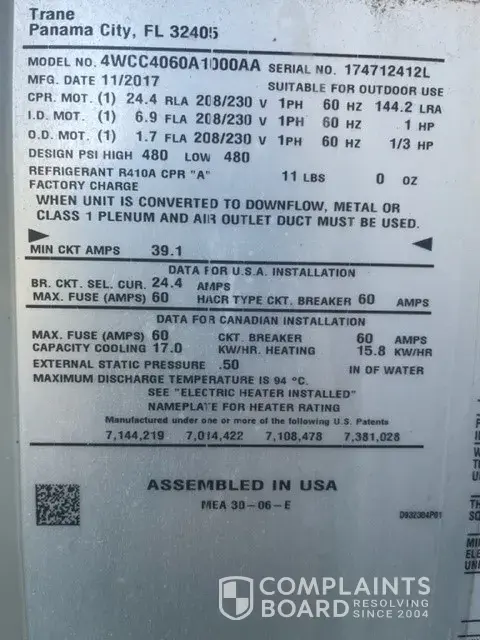 Trane
Panama City, FL 32405
MODEL NO. 4WCC4060A1000AA SERIAL NO. 174712412L
MFG. DATE 11/2017 SUITABLE FOR OUTDOOR USE
CPR. MOT. (1) 24.4 RLA 208/230 V 1PH 60 HZ 144.2 LRA
I.D. MOT. (1) 6.9 FLA 208/230 V 1PH 60 HZ 1 HP
O.D. MOT. (1) 1.7 FLA 208/230 V 1PH 60 HZ 1/3 HP
DESIGN PSI HIGH 480 LOW 480
REFRIGERANT R410A CPR "A" 11 LBS 0 OZ
FACTORY CHARGE
WHEN UNIT IS CONVERTED TO DOWNFLOW, METAL OR
CLASS 1 PLENUM AND AIR OUTLET DUCT MUST BE USED.
MIN CKT AMPS 39.1
DATA FOR U.S.A. INSTALLATION
BR. CKT. SEL. CUR. 24.4 AMPS
MAX. FUSE (AMPS) 60 HACR TYPE CKT. BREAKER 60 AMPS
DATA FOR CANADIAN INSTALLATION
MAX. FUSE (AMPS) 60 CKT. BREAKER 60 AMPS
CAPACITY COOLING 17.0 KW/HR. HEATING 15.8 KW/HR
EXTERNAL STATIC PRESSURE .50 IN OF WATER
MAXIMUM DISCHARGE TEMPERATURE IS 94 °C.
SEE "ELECTRIC HEATER INSTALLED"
NAMEPLATE FOR HEATER RATING
Manufactured under one or more of the following U.S. Patents
7,144,219 7,014,422 7,108,478 7,381,028
ASSEMBLED IN USA
MEA 30-06-E
D932304P01
COMPLAINTS
BOARD RESOLVING
SINCE 2004